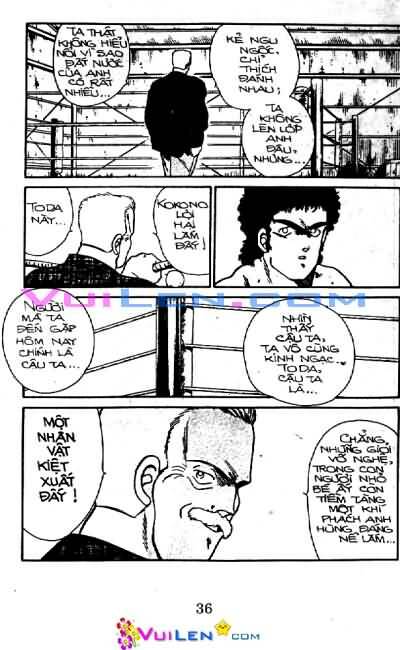 TA THẬT
KHÔNG HIỂU
NỔI VÌ SAO
ĐẤT NƯỚC
CỦA ANH
CÓ RẤT
NHIỀU...
KẺ NGU
NGỐC,
CHỈ
THÍCH
ĐÁNH
NHAU;
TA
KHÔNG
LÊN LỚP
ANH
ĐÂU,
NHƯNG...
TODA
NÀY...
KOKONO
LỢI
HẠI
LẮM
ĐẤY!
VuiLen.com
NGƯỜI
MÀ TA
ĐẾN GẶP
HÔM NAY
CHÍNH LÀ
CẬU TA...
NHÌN
THẤY
CẬU TA,
TA VÔ CÙNG
KINH NGẠC...
TODA,
CẬU TA
LÀ...
MỘT
NHÂN
VẬT
KIỆT
XUẤT
ĐẤY!
CHẲNG
NHỮNG GIỎI
VÕ NGHỆ,
TRONG CON
NGƯỜI NHỎ
BÉ ẤY CÒN
TIỀM TÀNG
MỘT KHÍ
PHÁCH ANH
HÙNG ĐÁNG
NỂ LẮM...
36
VuiLen.com